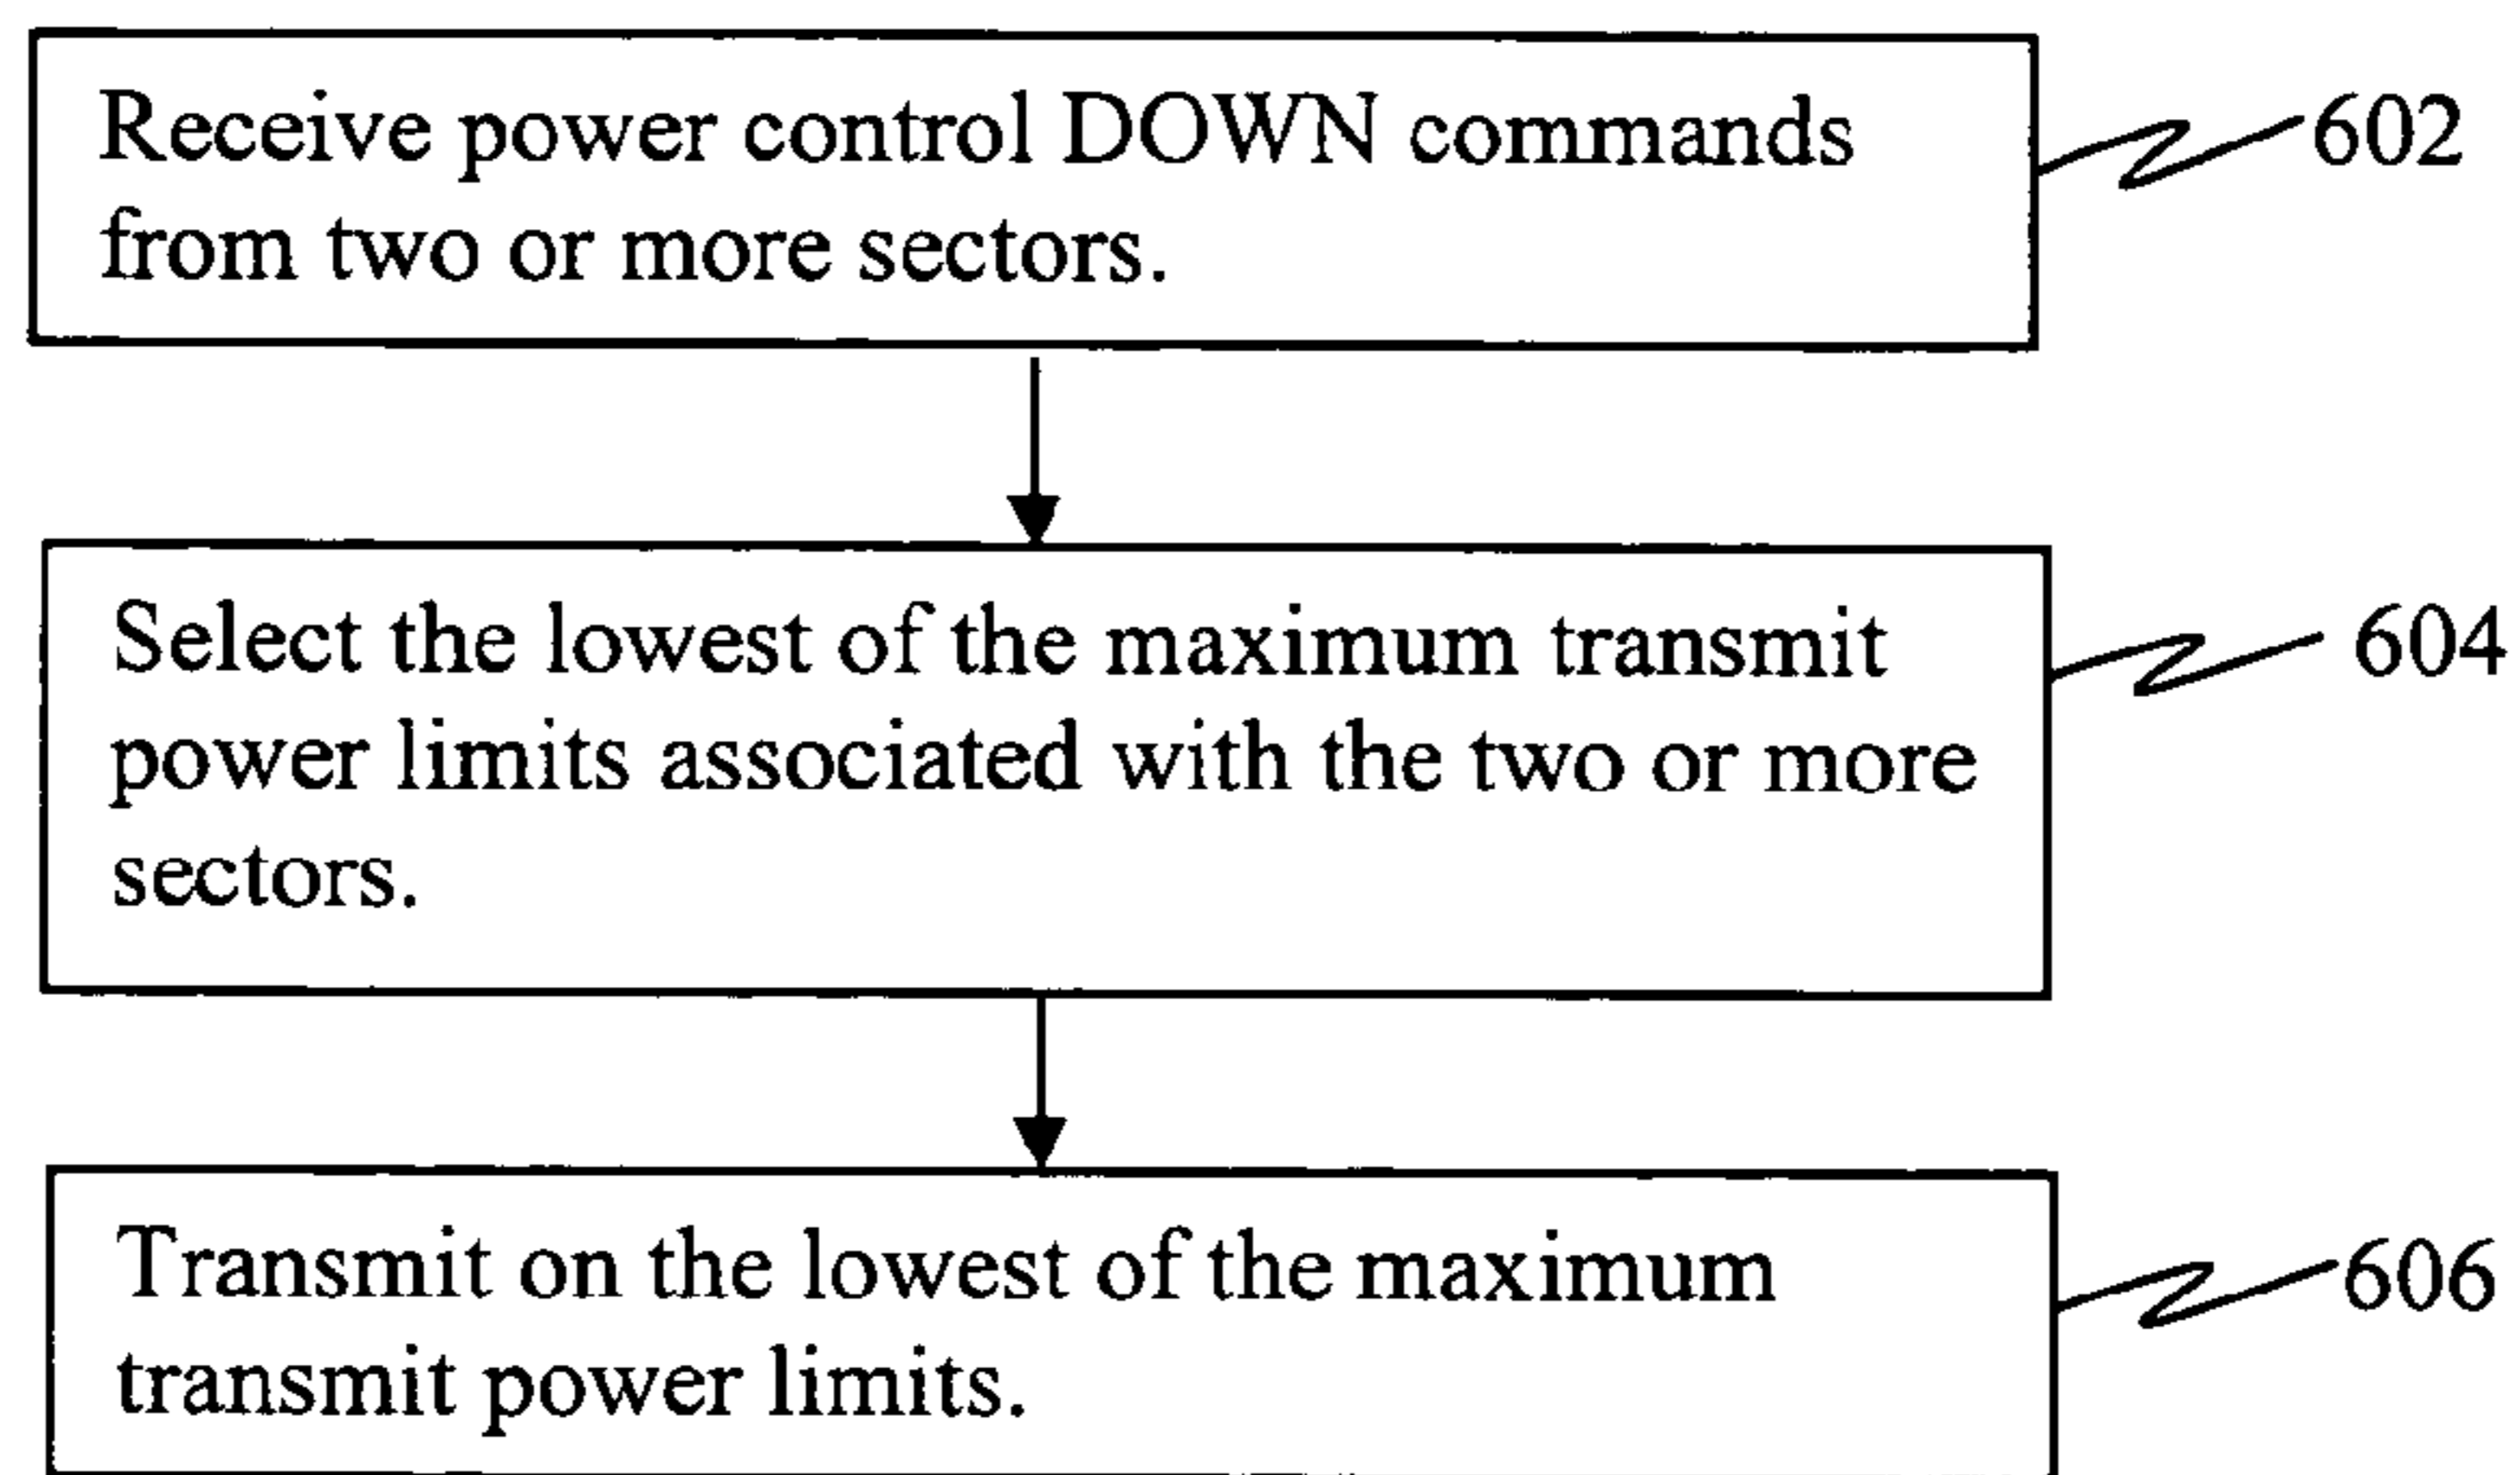 Receive power control DOWN commands
from two or more sectors.
602
Select the lowest of the maximum transmit
power limits associated with the two or more
sectors.
604
Transmit on the lowest of the maximum
transmit power limits.
606